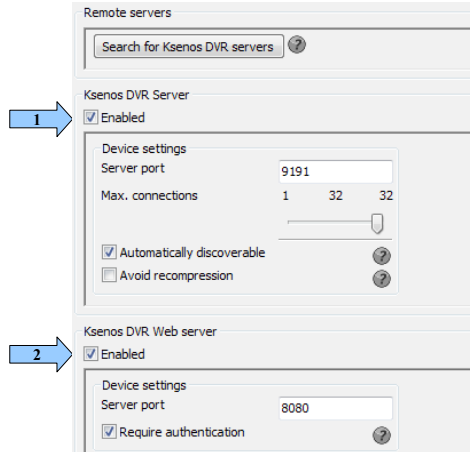 Remote servers
Search for Ksenos DVR servers ?
Ksenos DVR Server
1 Enabled
Device settings
Server port 9191
Max. connections 1 32 32
Automatically discoverable ?
Avoid recompression ?
Ksenos DVR Web server
2 Enabled
Device settings
Server port 8080
Require authentication ?